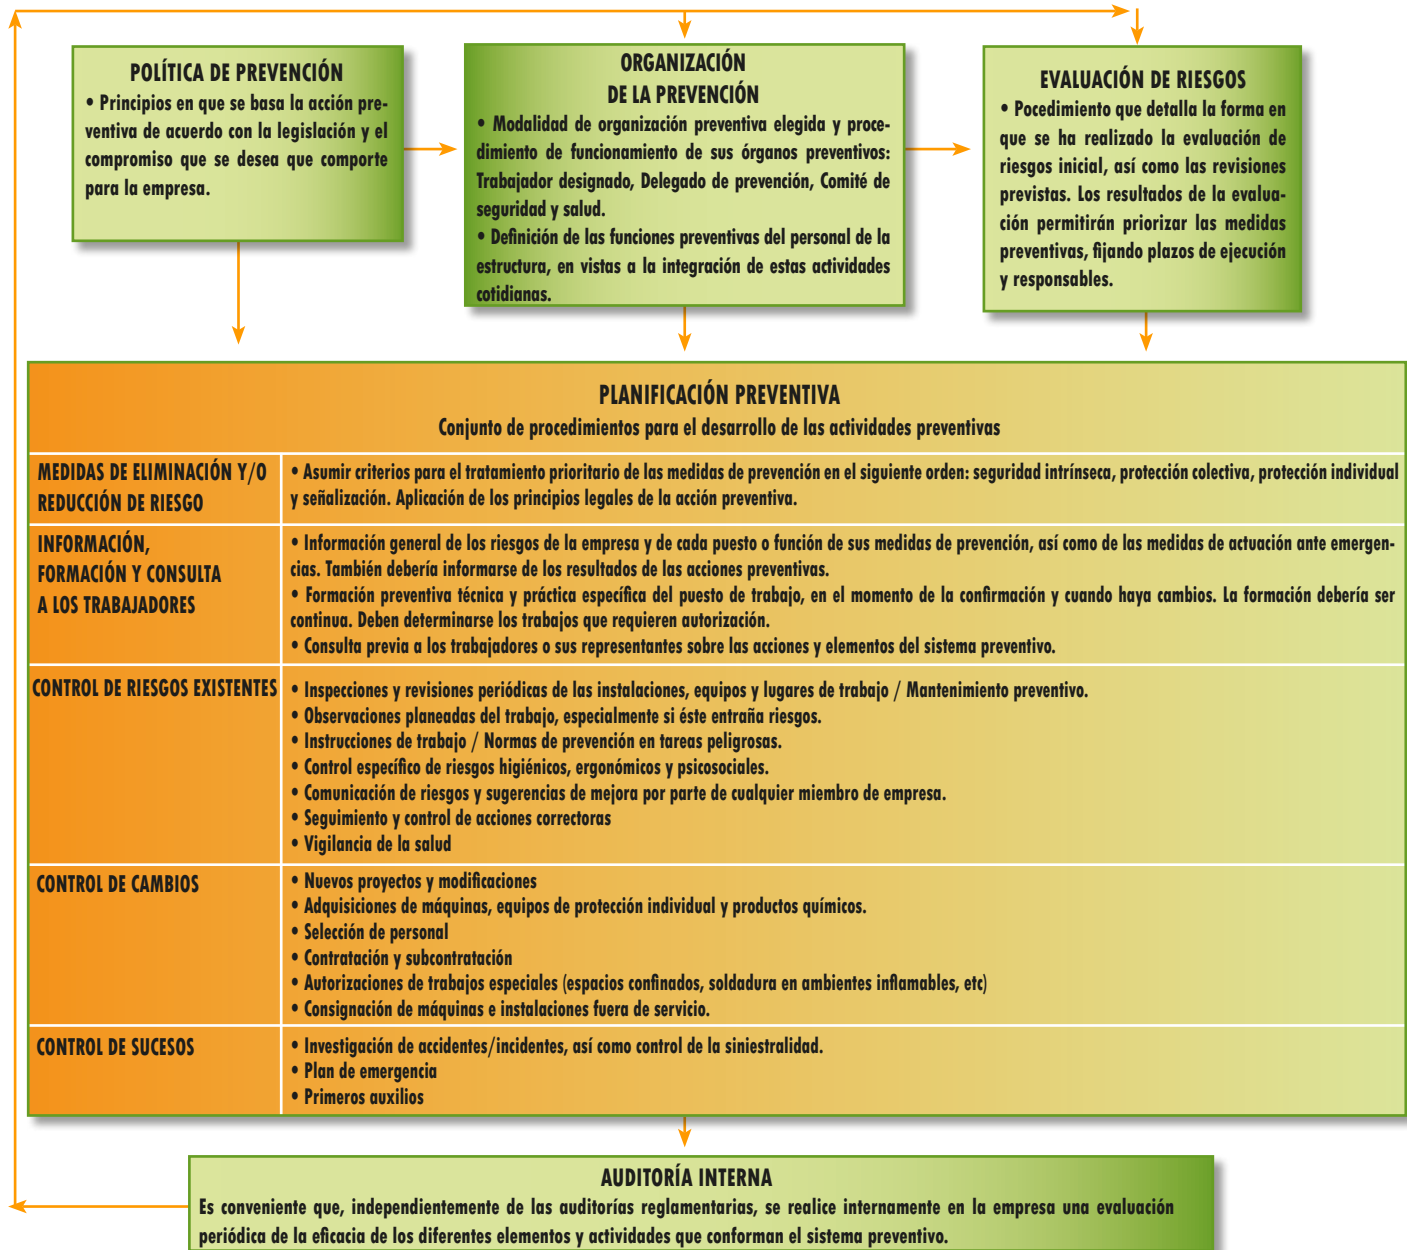 POLÍTICA DE PREVENCIÓN
• Principios en que se basa la acción pre-
ventiva de acuerdo con la legislación y el
compromiso que se desea que comporte
para la empresa.
ORGANIZACIÓN
DE LA PREVENCIÓN
• Modalidad de organización preventiva elegida y proce-
dimiento de funcionamiento de sus órganos preventivos:
Trabajador designado, Delegado de prevención, Comité de
seguridad y salud.
• Definición de las funciones preventivas del personal de la
estructura, en vistas a la integración de estas actividades
cotidianas.
EVALUACIÓN DE RIESGOS
• Pocedimiento que detalla la forma en
que se ha realizado la evaluación de
riesgos inicial, así como las revisiones
previstas. Los resultados de la evalua-
ción permitirán priorizar las medidas
preventivas, fijando plazos de ejecución
y responsables.
PLANIFICACIÓN PREVENTIVA
Conjunto de procedimientos para el desarrollo de las actividades preventivas
MEDIDAS DE ELIMINACIÓN Y/O
REDUCCIÓN DE RIESGO
• Asumir criterios para el tratamiento prioritario de las medidas de prevención en el siguiente orden: seguridad intrínseca, protección colectiva, protección individual
y señalización. Aplicación de los principios legales de la acción preventiva.
INFORMACIÓN,
FORMACIÓN Y CONSULTA
A LOS TRABAJADORES
• Información general de los riesgos de la empresa y de cada puesto o función de sus medidas de prevención, así como de las medidas de actuación ante emergen-
cias. También debería informarse de los resultados de las acciones preventivas.
• Formación preventiva técnica y práctica específica del puesto de trabajo, en el momento de la confirmación y cuando haya cambios. La formación debería ser
continua. Deben determinarse los trabajos que requieren autorización.
• Consulta previa a los trabajadores o sus representantes sobre las acciones y elementos del sistema preventivo.
CONTROL DE RIESGOS EXISTENTES
• Inspecciones y revisiones periódicas de las instalaciones, equipos y lugares de trabajo / Mantenimiento preventivo.
• Observaciones planeadas del trabajo, especialmente si éste entraña riesgos.
• Instrucciones de trabajo / Normas de prevención en tareas peligrosas.
• Control específico de riesgos higiénicos, ergonómicos y psicosociales.
• Comunicación de riesgos y sugerencias de mejora por parte de cualquier miembro de empresa.
• Seguimiento y control de acciones correctoras
• Vigilancia de la salud
CONTROL DE CAMBIOS
• Nuevos proyectos y modificaciones
• Adquisiciones de máquinas, equipos de protección individual y productos químicos.
• Selección de personal
• Contratación y subcontratación
• Autorizaciones de trabajos especiales (espacios confinados, soldadura en ambientes inflamables, etc)
• Consignación de máquinas e instalaciones fuera de servicio.
CONTROL DE SUCESOS
• Investigación de accidentes/incidentes, así como control de la siniestralidad.
• Plan de emergencia
• Primeros auxilios
AUDITORÍA INTERNA
Es conveniente que, independientemente de las auditorías reglamentarias, se realice internamente en la empresa una evaluación
periódica de la eficacia de los diferentes elementos y actividades que conforman el sistema preventivo.